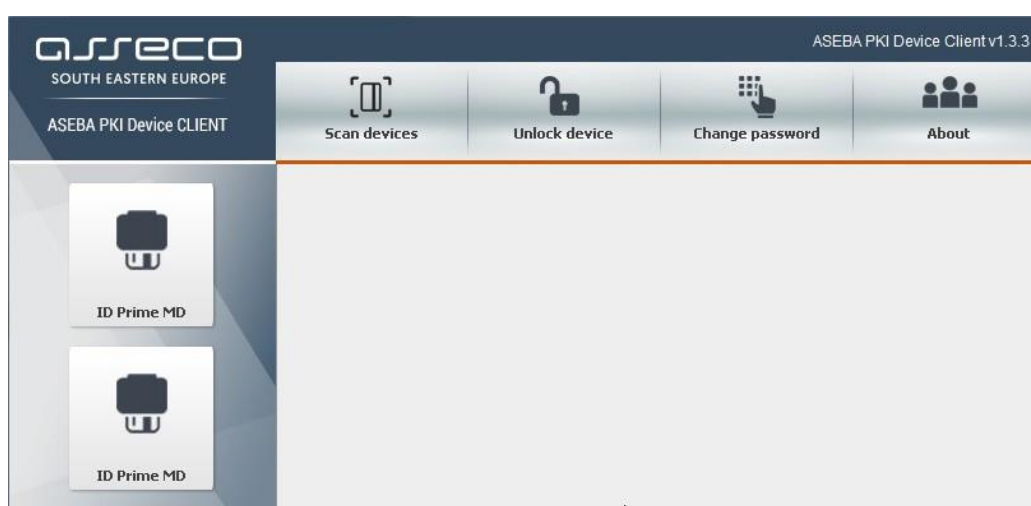 asseco
SOUTH EASTERN EUROPE
ASEBA PKI Device CLIENT
ASEBA PKI Device Client v1.3.3
Scan devices
Unlock device
Change password
About
ID Prime MD
ID Prime MD